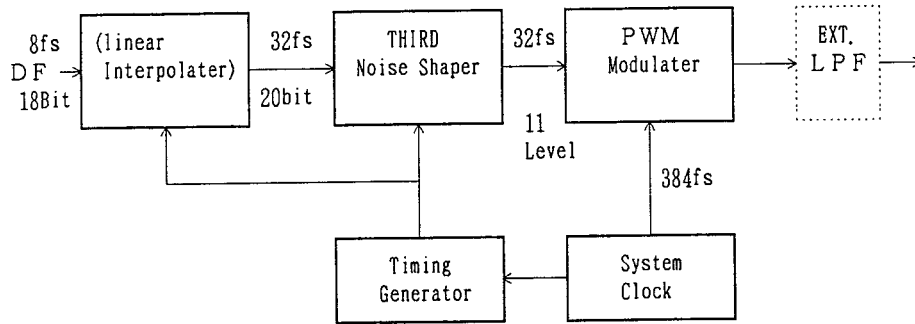 8fs
DF
18Bit
(linear
Interpolater)
32fs
20bit
THIRD
Noise Shaper
32fs
11
Level
PWM
Modulater
EXT.
LPF
384fs
Timing
Generator
System
Clock